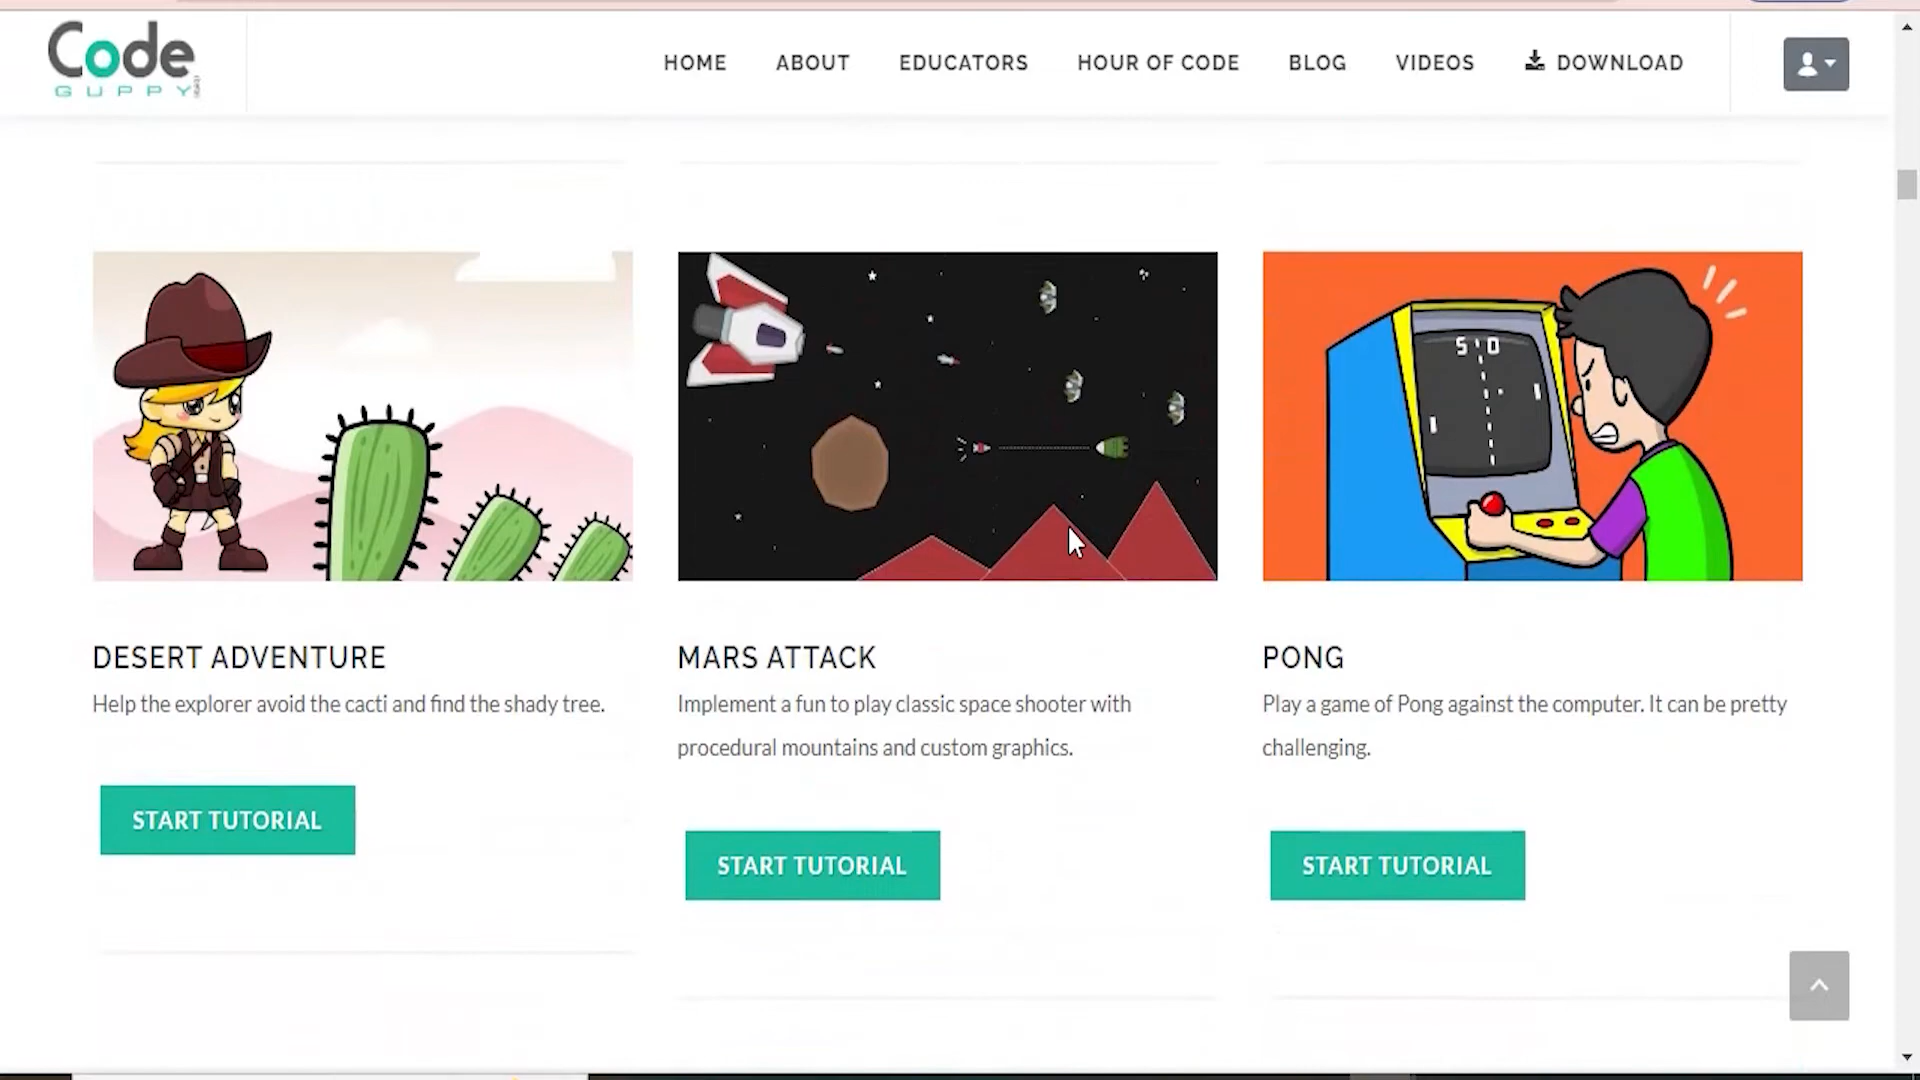 Code
GUPPY
HOME
ABOUT
EDUCATORS
HOUR OF CODE
BLOG
VIDEOS
DOWNLOAD
5 0
DESERT ADVENTURE
Help the explorer avoid the cacti and find the shady tree.
START TUTORIAL
MARS ATTACK
Implement a fun to play classic space shooter with
procedural mountains and custom graphics.
START TUTORIAL
PONG
Play a game of Pong against the computer. It can be pretty
challenging.
START TUTORIAL